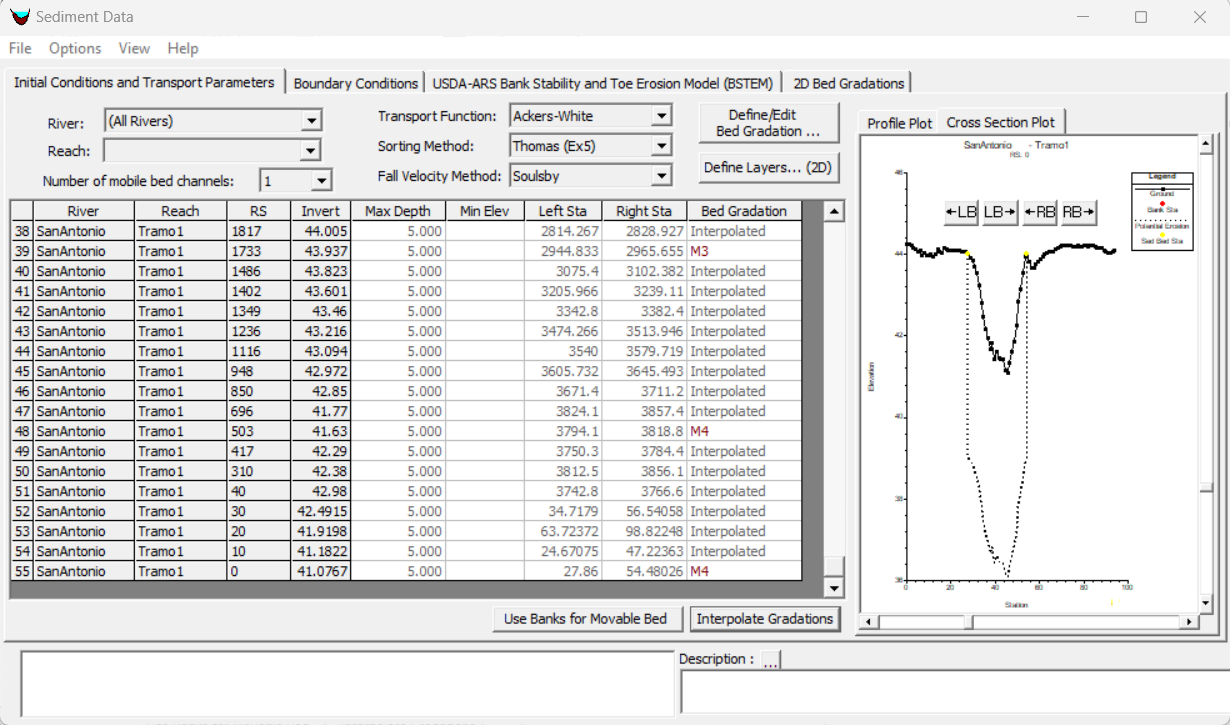 Sediment Data
File Options View Help
Initial Conditions and Transport Parameters Boundary Conditions USDA-ARS Bank Stability and Toe Erosion Model (BSTEM) 2D Bed Gradations
River: (All Rivers)
Reach:
Number of mobile bed channels: 1
Transport Function: Ackers-White
Sorting Method: Thomas (Ex5)
Fall Velocity Method: Soulsby
Define/Edit
Bed Gradation ...
Define Layers... (2D)
River Reach RS Invert Max Depth Min Elev Left Sta Right Sta Bed Gradation
38 SanAntonio Tramo1 1817 44.005 5.000 2814.267 2828.927 Interpolated
39 SanAntonio Tramo1 1733 43.937 5.000 2944.833 2965.655 M3
40 SanAntonio Tramo1 1486 43.823 5.000 3075.4 3102.382 Interpolated
41 SanAntonio Tramo1 1402 43.601 5.000 3205.966 3239.11 Interpolated
42 SanAntonio Tramo1 1349 43.46 5.000 3342.8 3382.4 Interpolated
43 SanAntonio Tramo1 1236 43.216 5.000 3474.266 3513.946 Interpolated
44 SanAntonio Tramo1 1116 43.094 5.000 3540 3579.719 Interpolated
45 SanAntonio Tramo1 948 42.972 5.000 3605.732 3645.493 Interpolated
46 SanAntonio Tramo1 850 42.85 5.000 3671.4 3711.2 Interpolated
47 SanAntonio Tramo1 696 41.77 5.000 3824.1 3857.4 Interpolated
48 SanAntonio Tramo1 503 41.63 5.000 3794.1 3818.8 M4
49 SanAntonio Tramo1 417 42.29 5.000 3750.3 3784.4 Interpolated
50 SanAntonio Tramo1 310 42.38 5.000 3812.5 3856.1 Interpolated
51 SanAntonio Tramo1 40 42.98 5.000 3742.8 3766.6 Interpolated
52 SanAntonio Tramo1 30 42.4915 5.000 34.7179 56.54058 Interpolated
53 SanAntonio Tramo1 20 41.9198 5.000 63.72372 98.82248 Interpolated
54 SanAntonio Tramo1 10 41.1822 5.000 24.67075 47.22363 Interpolated
55 SanAntonio Tramo1 0 41.0767 5.000 27.86 54.48026 M4
Use Banks for Movable Bed Interpolate Gradations
Profile Plot Cross Section Plot
SanAntonio - Tramo1
RS. 0
Legend
Ground
Bank Sta
Potential Erosion
Sed Bed Sta
←LB LB→ ←RB RB→
46
44
42
40
38
36
Elevation
0 20 40 60 80 100
Station
Description : ...